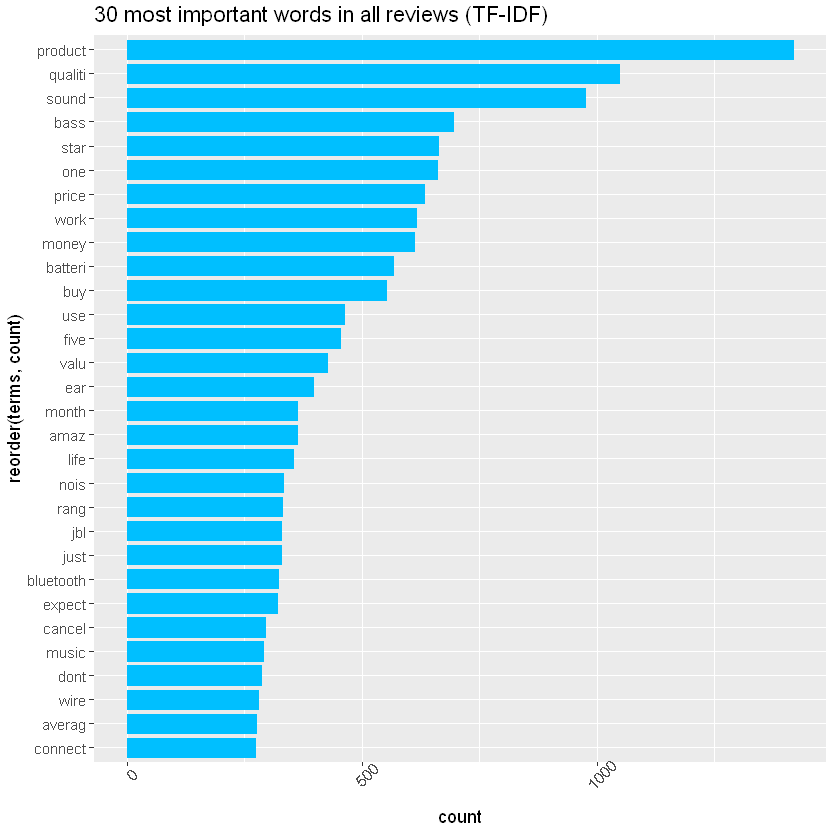 30 most important words in all reviews (TF-IDF)
product
qualiti
sound
bass
star
one
price
work
money
batteri
buy
use
five
valu
ear
month
amaz
life
nois
rang
jbl
just
bluetooth
expect
cancel
music
dont
wire
averag
connect
reorder(terms, count)
0
500
1000
count